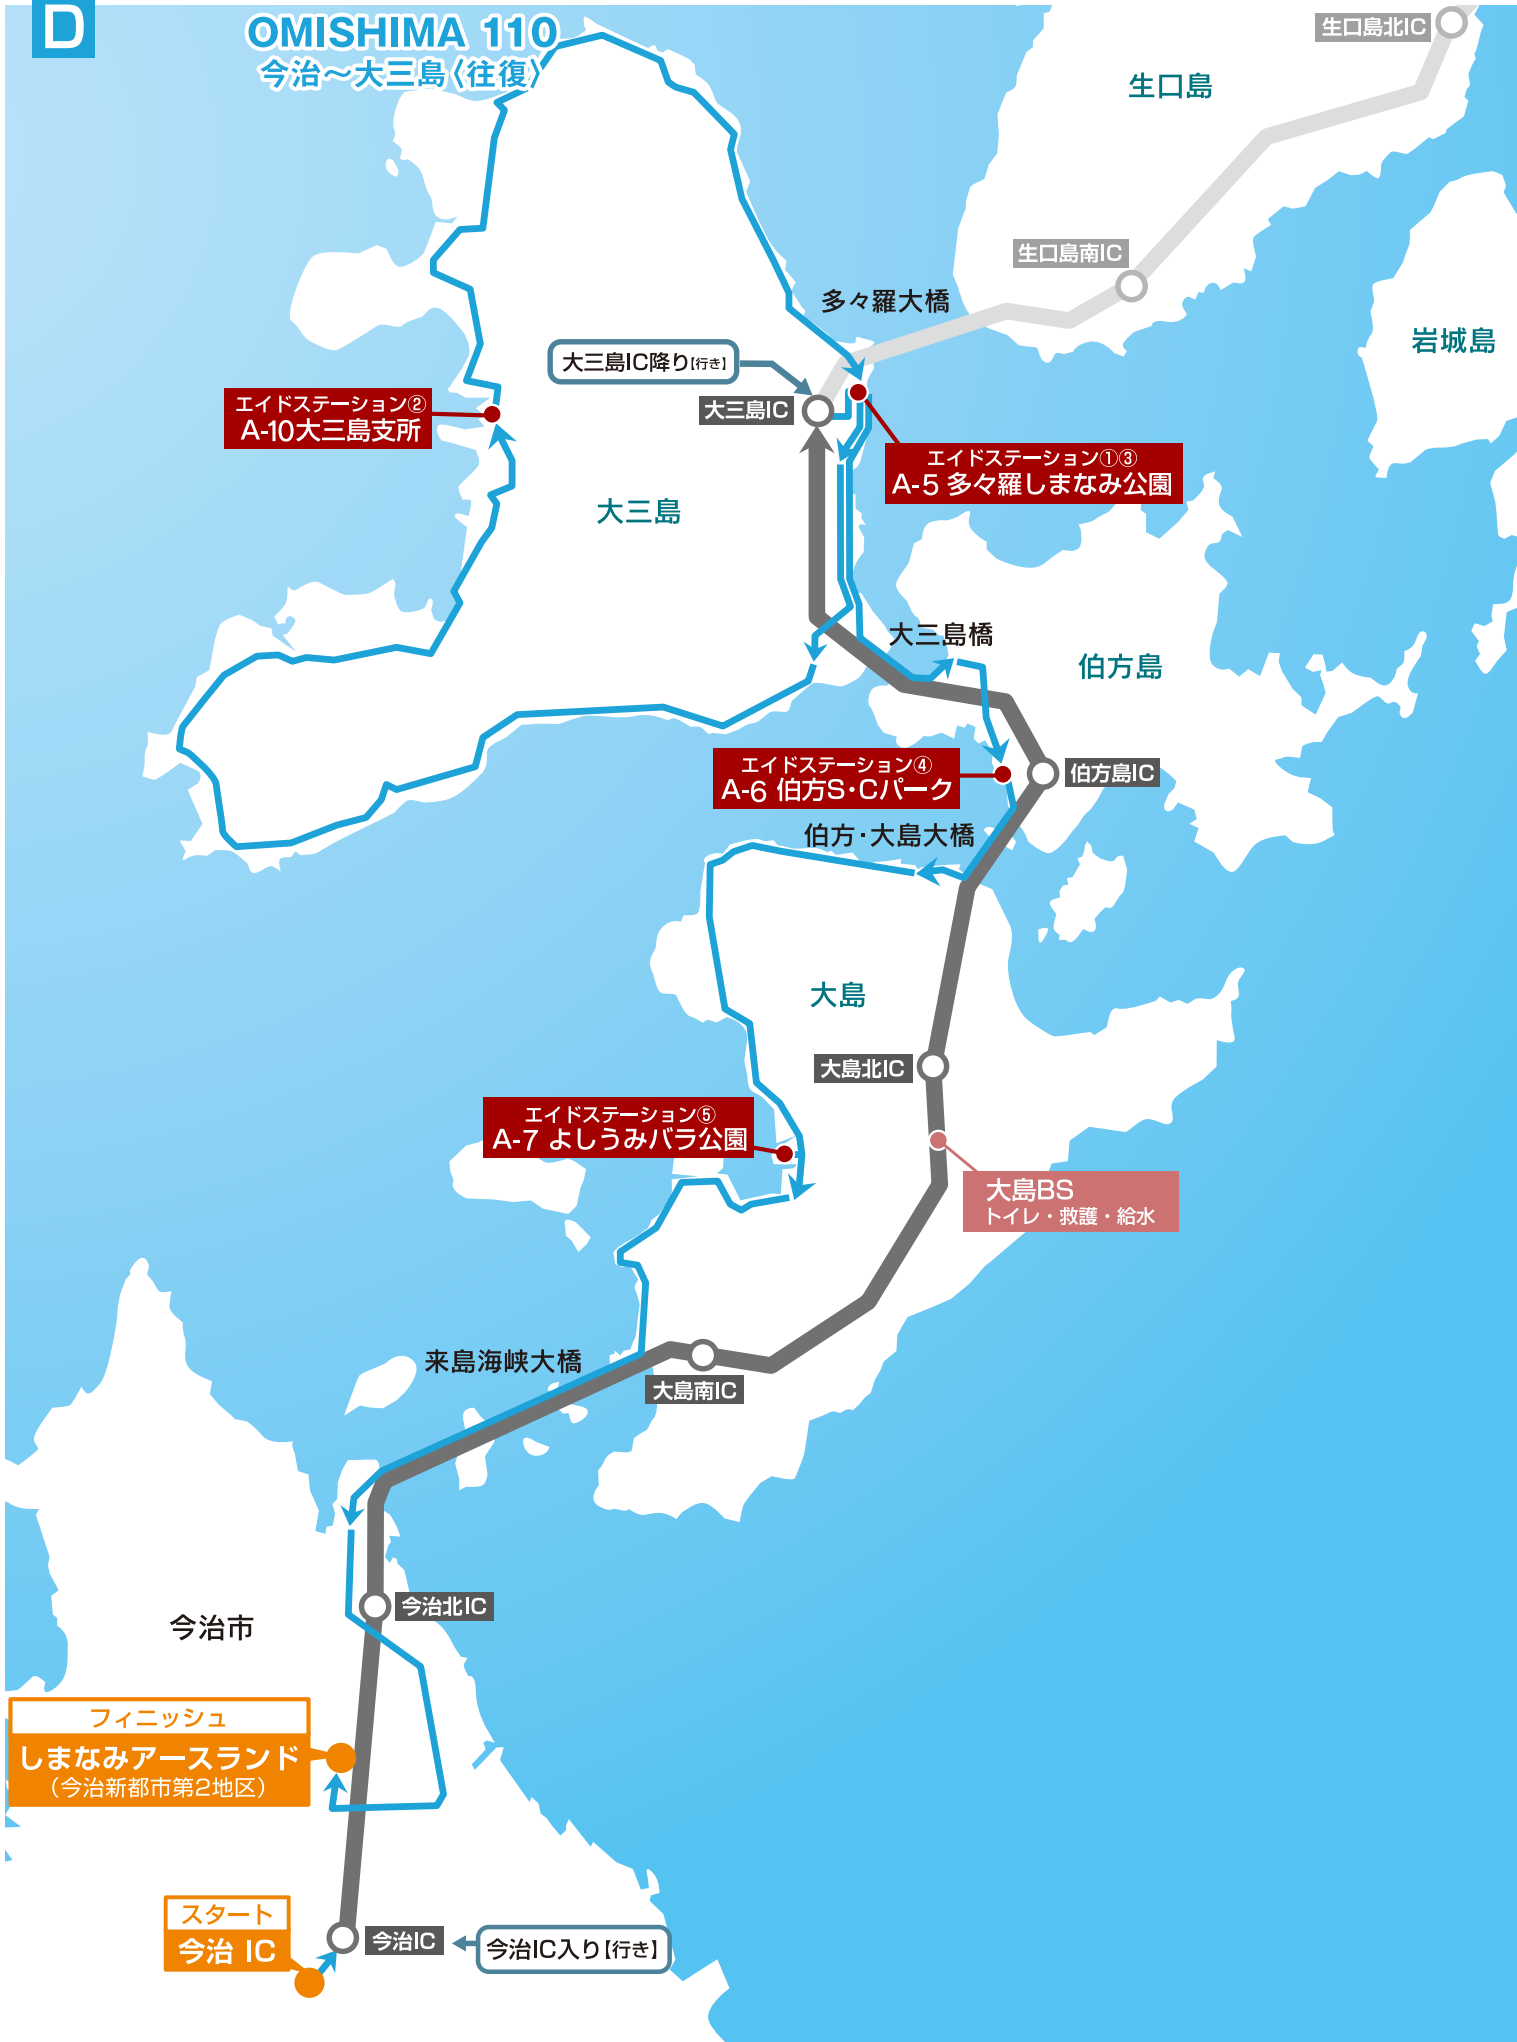 D
OMISHIMA 110
今治～大三島〈往復〉
生口島北IC
生口島
生口島南IC
多々羅大橋
岩城島
大三島IC降り【行き】
大三島IC
エイドステーション②
A-10大三島支所
エイドステーション①③
A-5 多々羅しまなみ公園
大三島
大三島橋
伯方島
エイドステーション④
A-6 伯方S・Cパーク
伯方島IC
伯方・大島大橋
大島
大島北IC
エイドステーション⑤
A-7 よしうみバラ公園
大島BS
トイレ・救護・給水
来島海峡大橋
大島南IC
今治北IC
今治市
フィニッシュ
しまなみアースランド
（今治新都市第2地区）
スタート
今治 IC
今治IC
今治IC入り【行き】